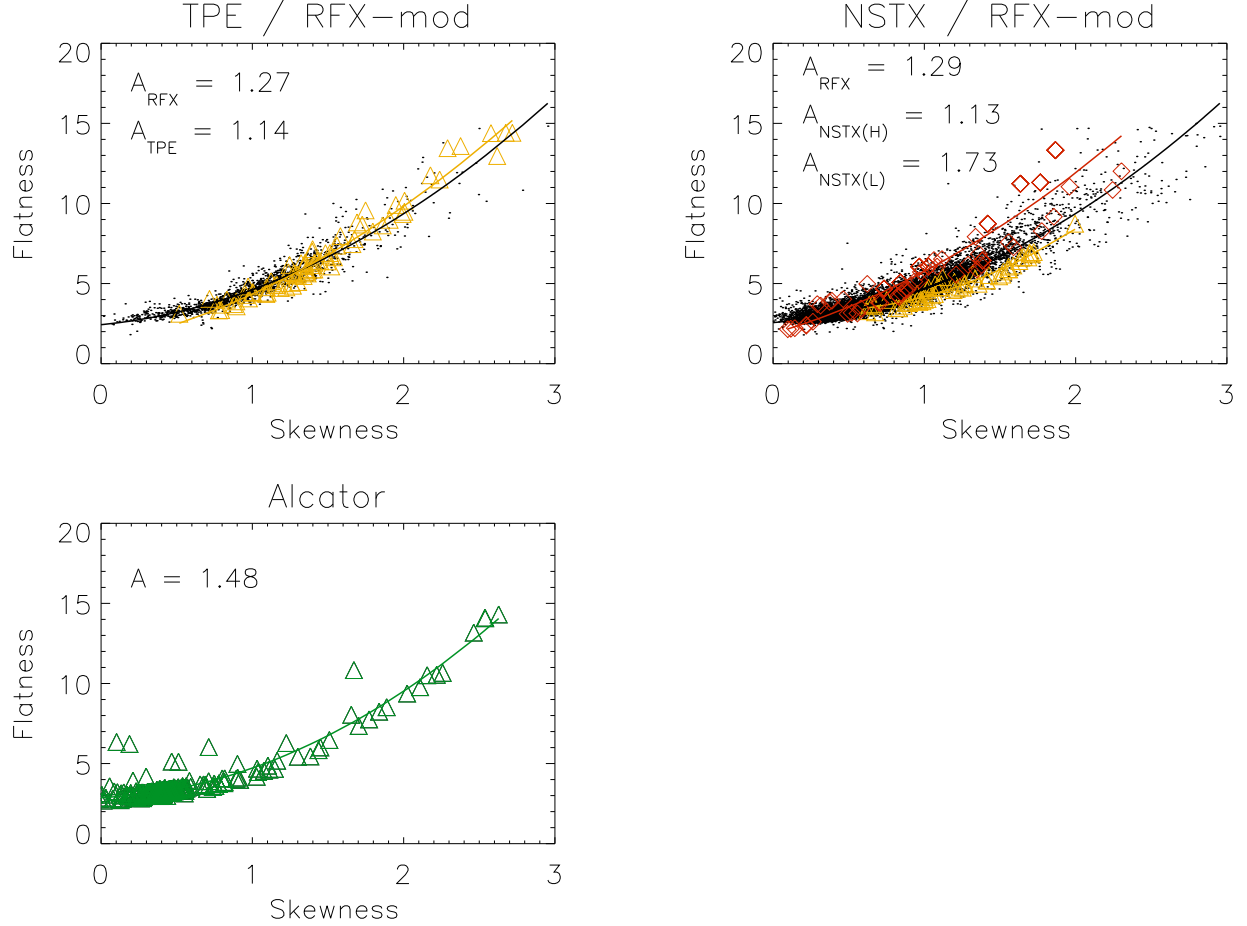 TPE / RFX-mod
20
15
10
5
0
A_RFX = 1.27
A_TPE = 1.14
Flatness
0 1 2 3
Skewness
NSTX / RFX-mod
20
15
10
5
0
A_RFX = 1.29
A_NSTX(H) = 1.13
A_NSTX(L) = 1.73
Flatness
0 1 2 3
Skewness
Alcator
20
15
10
5
0
A = 1.48
Flatness
0 1 2 3
Skewness